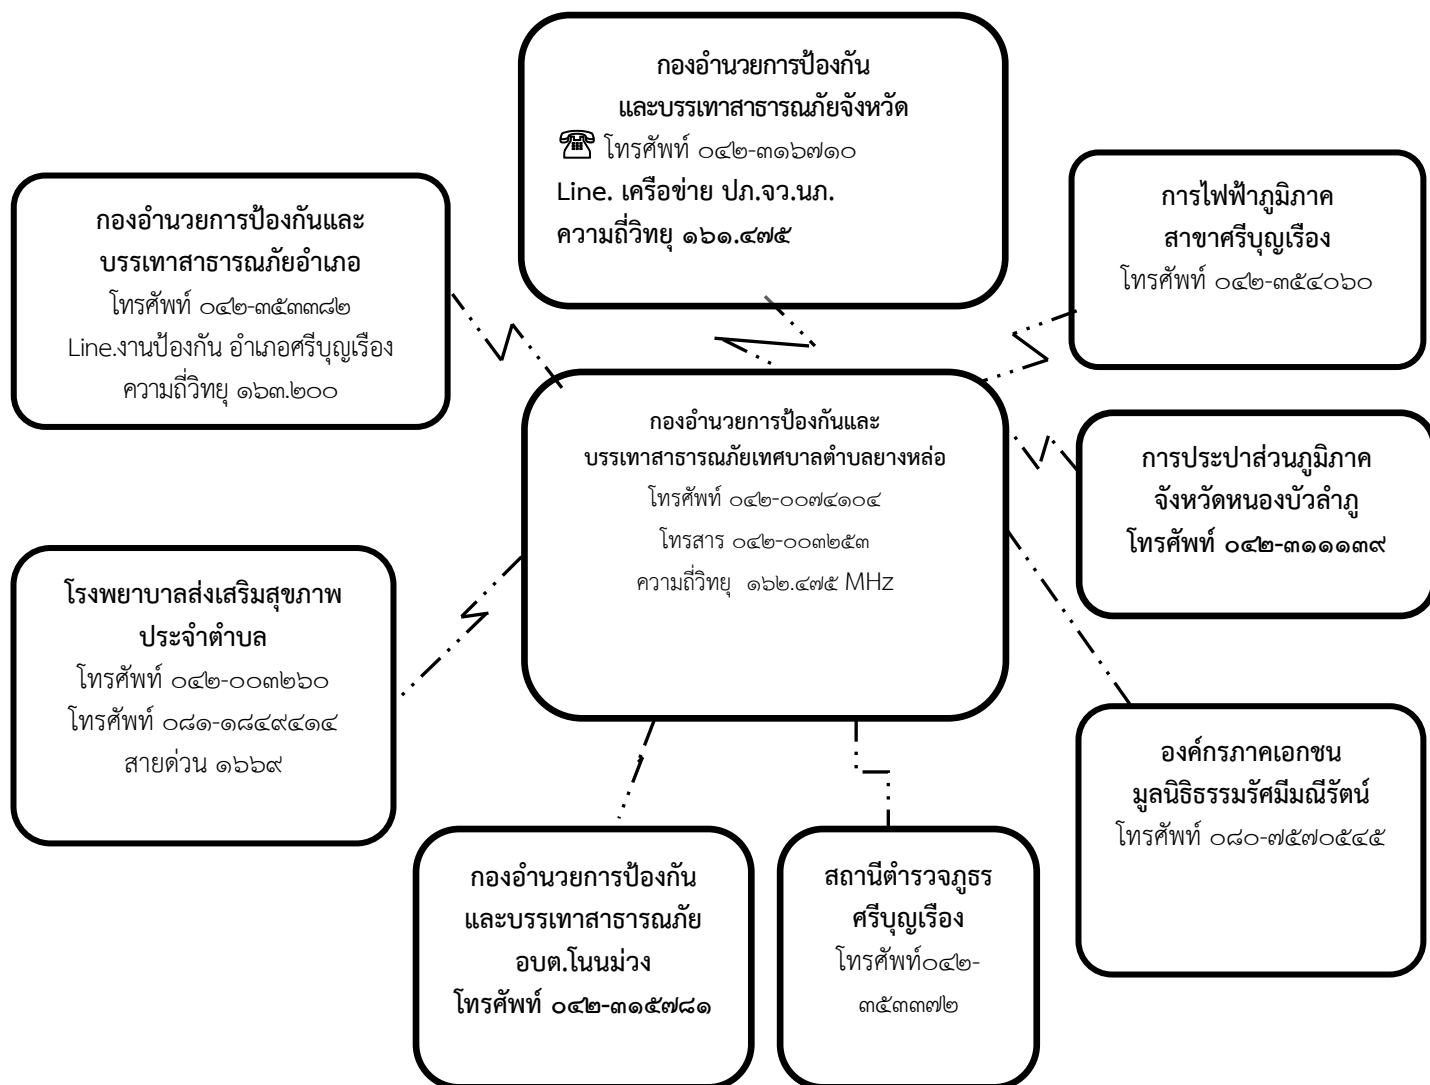 กองอำนวยการป้องกัน
และบรรเทาสาธารณภัยจังหวัด
โทรศัพท์ ๐๔๒-๓๑๖๗๑๐
Line. เครือข่าย ปภ.จว.นภ.
ความถี่วิทยุ ๑๖๑.๔๗๕
กองอำนวยการป้องกันและ
บรรเทาสาธารณภัยอำเภอ
โทรศัพท์ ๐๔๒-๓๕๓๓๘๒
Line.งานป้องกัน อำเภอศรีบุญเรือง
ความถี่วิทยุ ๑๖๓.๒๐๐
การไฟฟ้าภูมิภาค
สาขาศรีบุญเรือง
โทรศัพท์ ๐๔๒-๓๕๔๐๖๐
กองอำนวยการป้องกันและ
บรรเทาสาธารณภัยเทศบาลตำบลยางหล่อ
โทรศัพท์ ๐๔๒-๐๐๗๔๑๐๔
โทรสาร ๐๔๒-๐๐๓๒๕๓
ความถี่วิทยุ ๑๖๒.๔๗๕ MHz
การประปาส่วนภูมิภาค
จังหวัดหนองบัวลำภู
โทรศัพท์ ๐๔๒-๓๑๑๑๓๙
โรงพยาบาลส่งเสริมสุขภาพ
ประจำตำบล
โทรศัพท์ ๐๔๒-๐๐๓๒๖๐
โทรศัพท์ ๐๘๑-๑๘๔๙๔๑๔
สายด่วน ๑๖๖๙
องค์กรภาคเอกชน
มูลนิธิธรรมรัศมีมณีรัตน์
โทรศัพท์ ๐๘๐-๗๕๗๐๕๔๕
กองอำนวยการป้องกัน
และบรรเทาสาธารณภัย
อบต.โนนม่วง
โทรศัพท์ ๐๔๒-๓๑๕๗๘๑
สถานีตำรวจภูธร
ศรีบุญเรือง
โทรศัพท์๐๔๒-
๓๕๓๓๗๒